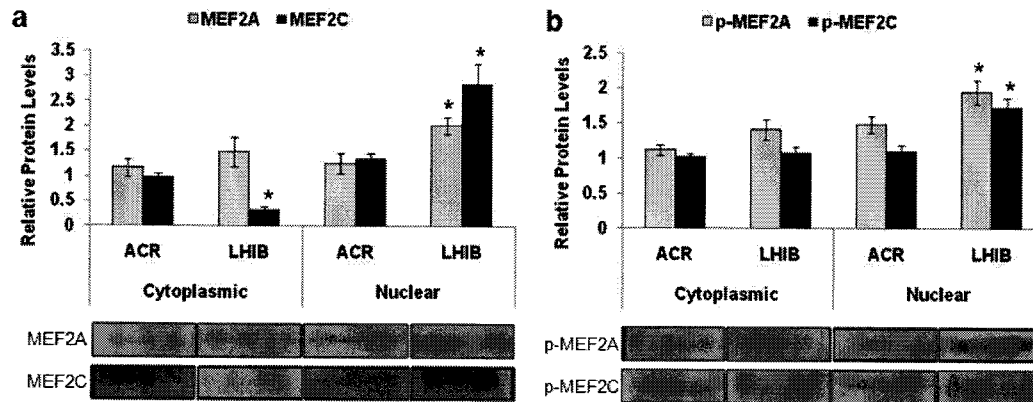 a
MEF2A MEF2C
Relative Protein Levels
3.5
3
2.5
2
1.5
1
0.5
0
* * *
ACR LHIB ACR LHIB
Cytoplasmic Nuclear
MEF2A
MEF2C
b
p-MEF2A p-MEF2C
Relative Protein Levels
2.5
2
1.5
1
0.5
0
* *
ACR LHIB ACR LHIB
Cytoplasmic Nuclear
p-MEF2A
p-MEF2C